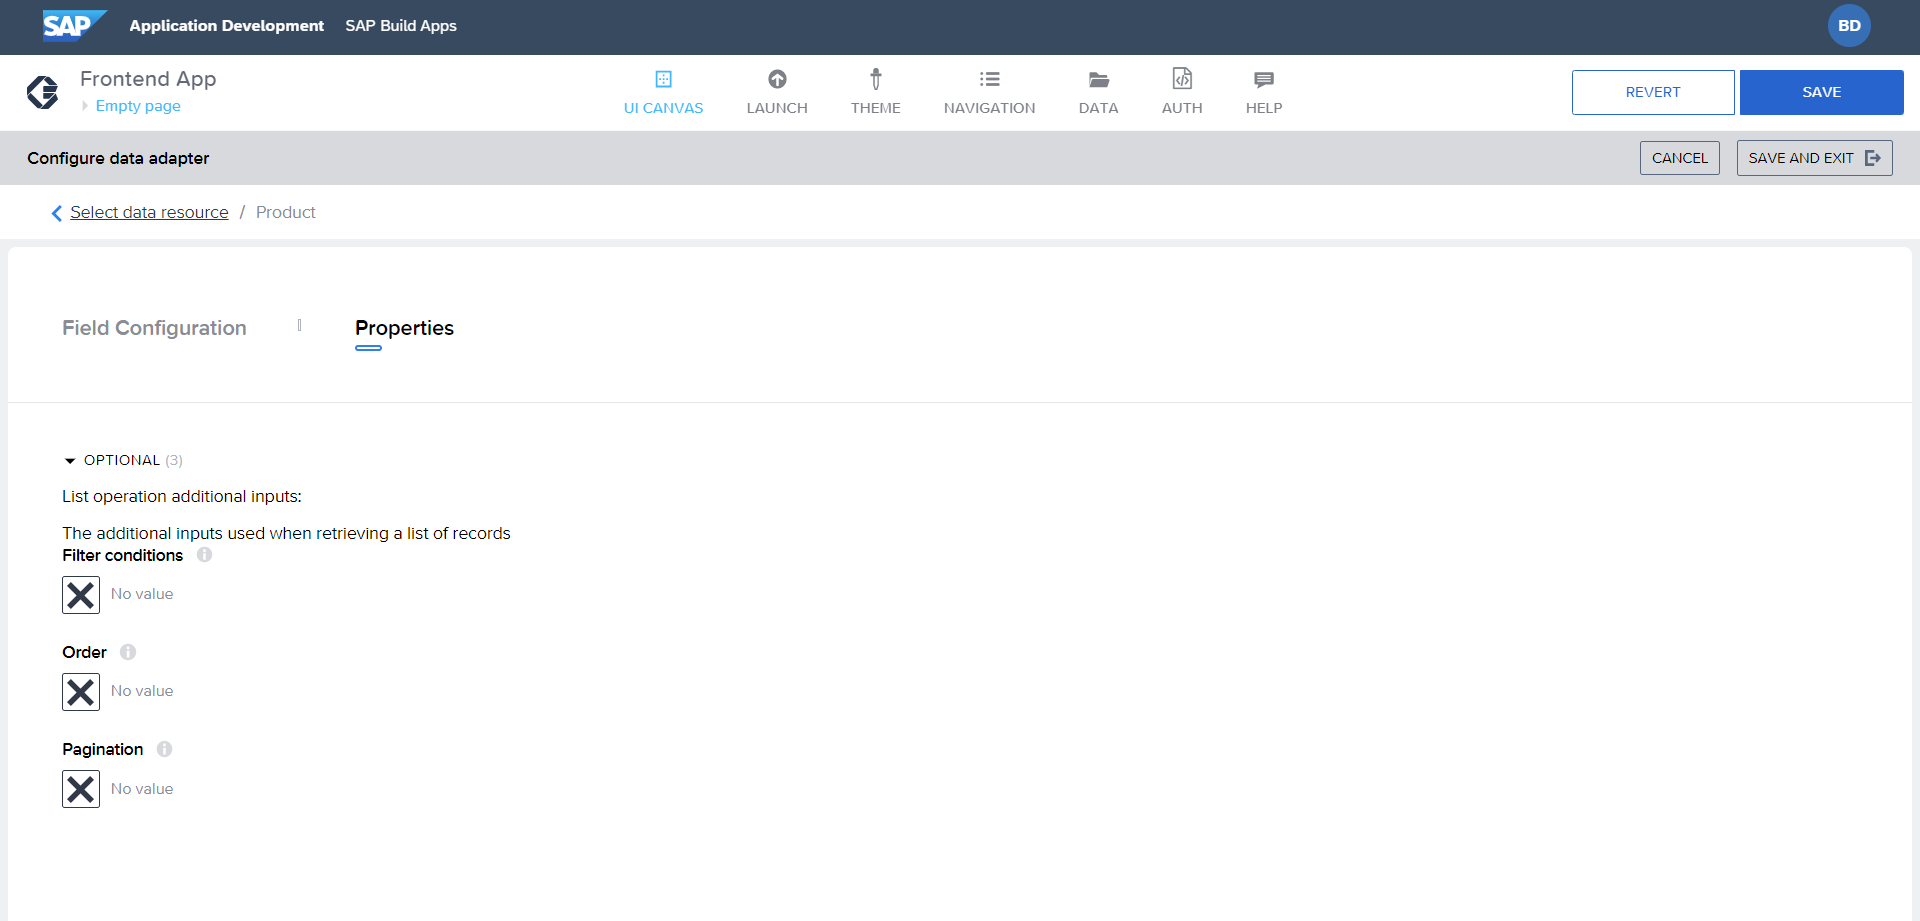 SAP Application Development SAP Build Apps BD
Frontend App
Empty page
UI CANVAS LAUNCH THEME NAVIGATION DATA AUTH HELP
REVERT SAVE
Configure data adapter CANCEL SAVE AND EXIT
Select data resource / Product
Field Configuration Properties
OPTIONAL (3)
List operation additional inputs:
The additional inputs used when retrieving a list of records
Filter conditions
No value
Order
No value
Pagination
No value